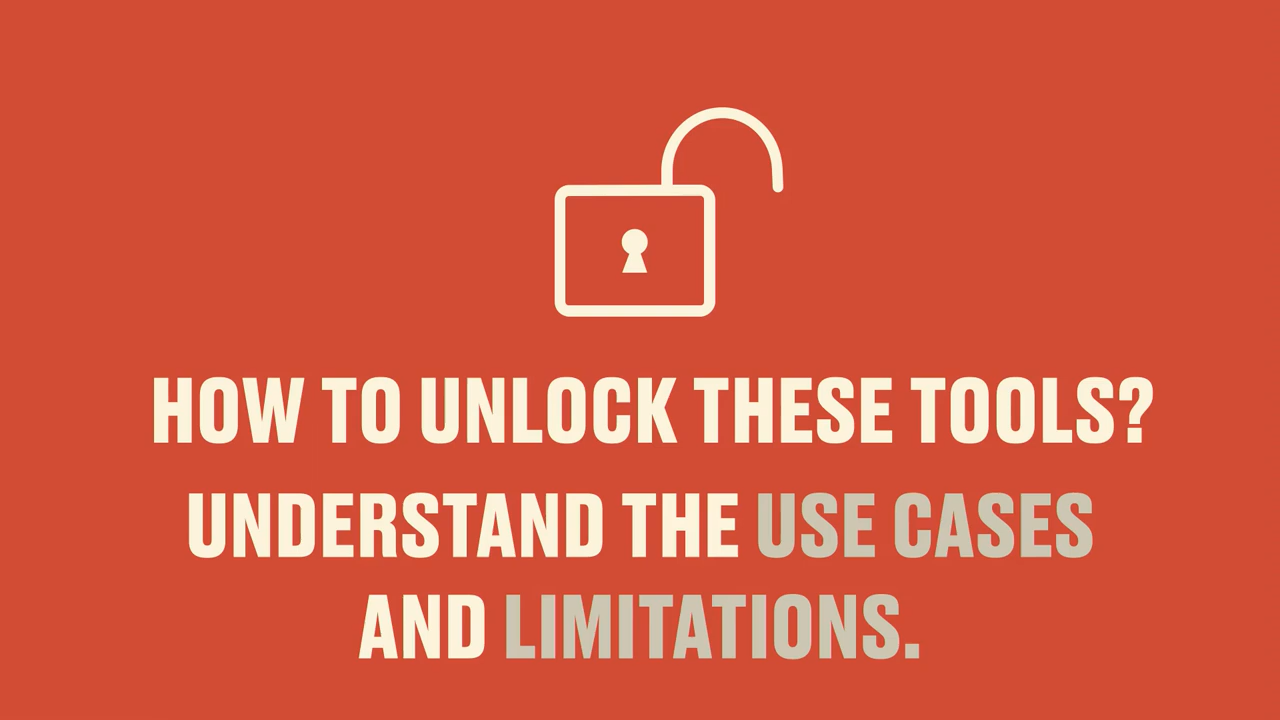 HOW TO UNLOCK THESE TOOLS?
UNDERSTAND THE USE CASES
AND LIMITATIONS.